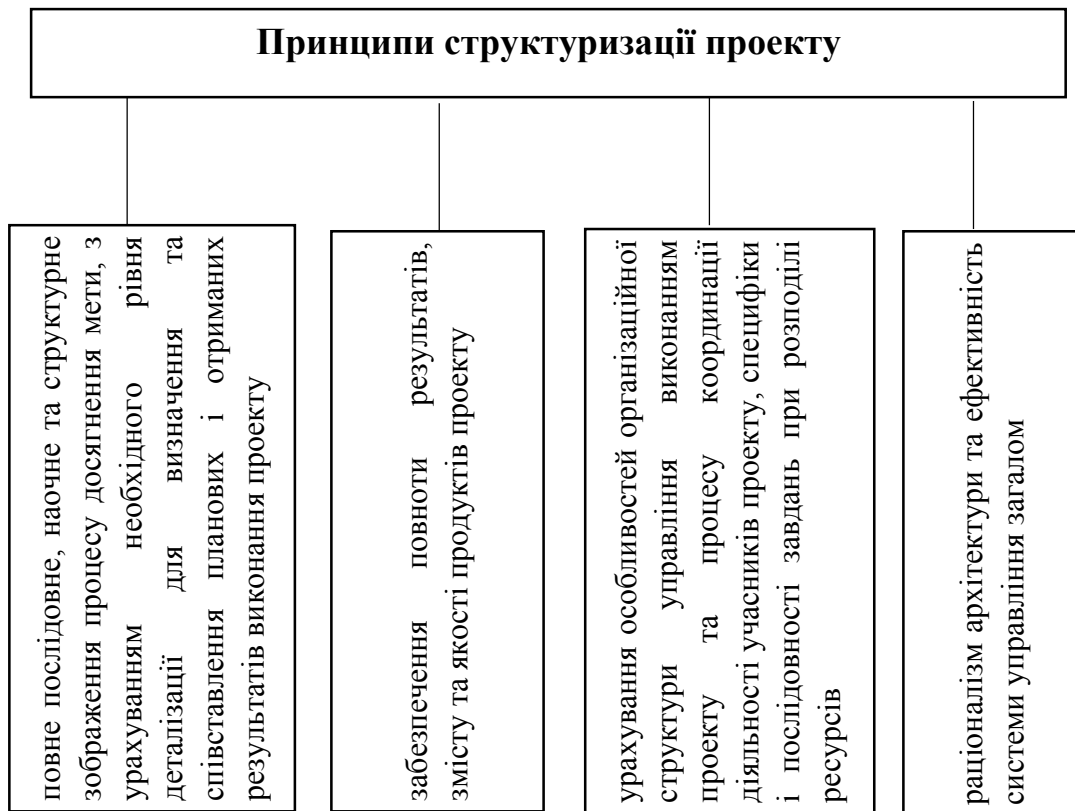 Принципи структуризації проекту
повне послідовне, наочне та структурне
зображення процесу досягнення мети, з
урахуванням необхідного рівня
деталізації для визначення та
співставлення планових і отриманих
результатів виконання проекту
забезпечення повноти результатів,
змісту та якості продуктів проекту
урахування особливостей організаційної
структури управління виконанням
проекту та процесу координації
діяльності учасників проекту, специфіки
і послідовності завдань при розподілі
ресурсів
раціоналізм архітектури та ефективність
системи управління загалом